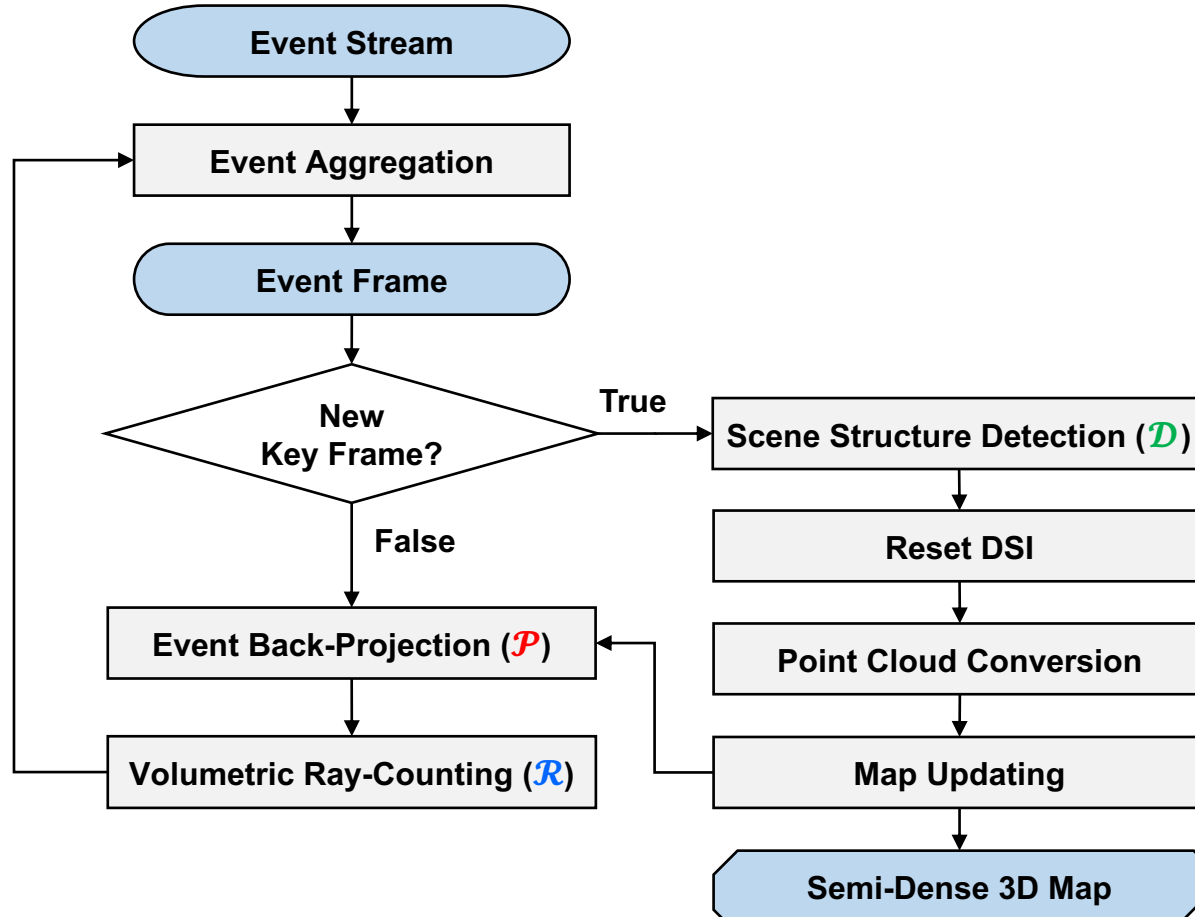 Event Stream
Event Aggregation
Event Frame
New
Key Frame?
True
False
Event Back-Projection (𝒫)
Volumetric Ray-Counting (ℛ)
Scene Structure Detection (𝒟)
Reset DSI
Point Cloud Conversion
Map Updating
Semi-Dense 3D Map